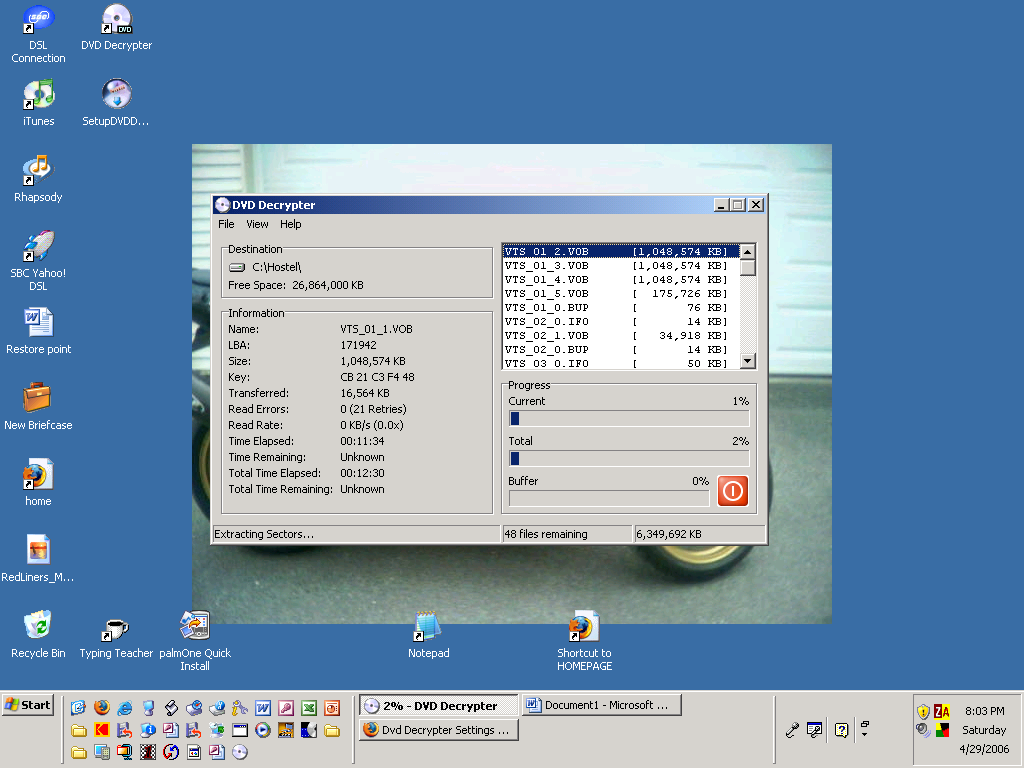 DSL
Connection
DVD Decrypter
iTunes
SetupDVDD...
Rhapsody
SBC Yahoo!
DSL
Restore point
New Briefcase
home
RedLiners_M...
Recycle Bin
Typing Teacher
palmOne Quick
Install
Notepad
Shortcut to
HOMEPAGE
DVD Decrypter
File View Help
Destination
C:\Hostel\
Free Space: 26,864,000 KB
Information
Name: VTS_01_1.VOB
LBA: 171942
Size: 1,048,574 KB
Key: CB 21 C3 F4 48
Transferred: 16,564 KB
Read Errors: 0 (21 Retries)
Read Rate: 0 KB/s (0.0x)
Time Elapsed: 00:11:34
Time Remaining: Unknown
Total Time Elapsed: 00:12:30
Total Time Remaining: Unknown
VTS_01_2.VOB [1,048,574 KB]
VTS_01_3.VOB [1,048,574 KB]
VTS_01_4.VOB [1,048,574 KB]
VTS_01_5.VOB [ 175,726 KB]
VTS_01_0.BUP [ 76 KB]
VTS_02_0.IFO [ 14 KB]
VTS_02_1.VOB [ 34,918 KB]
VTS_02_0.BUP [ 14 KB]
VTS_03_0.IFO [ 50 KB]
Progress
Current 1%
Total 2%
Buffer 0%
Extracting Sectors... 48 files remaining 6,349,692 KB
Start
2% - DVD Decrypter
Document1 - Microsoft ...
Dvd Decrypter Settings ...
ZA
8:03 PM
Saturday
4/29/2006